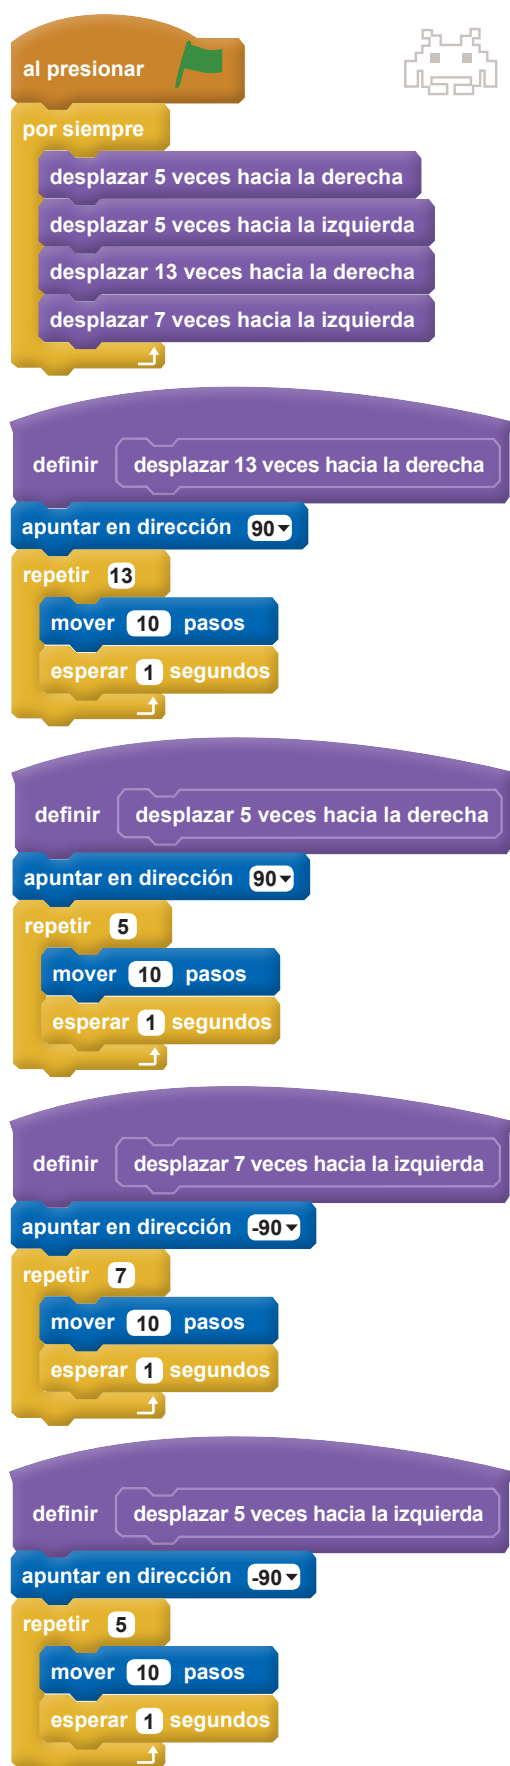 al presionar
por siempre
desplazar 5 veces hacia la derecha
desplazar 5 veces hacia la izquierda
desplazar 13 veces hacia la derecha
desplazar 7 veces hacia la izquierda
definir desplazar 13 veces hacia la derecha
apuntar en dirección 90
repetir 13
mover 10 pasos
esperar 1 segundos
definir desplazar 5 veces hacia la derecha
apuntar en dirección 90
repetir 5
mover 10 pasos
esperar 1 segundos
definir desplazar 7 veces hacia la izquierda
apuntar en dirección -90
repetir 7
mover 10 pasos
esperar 1 segundos
definir desplazar 5 veces hacia la izquierda
apuntar en dirección -90
repetir 5
mover 10 pasos
esperar 1 segundos